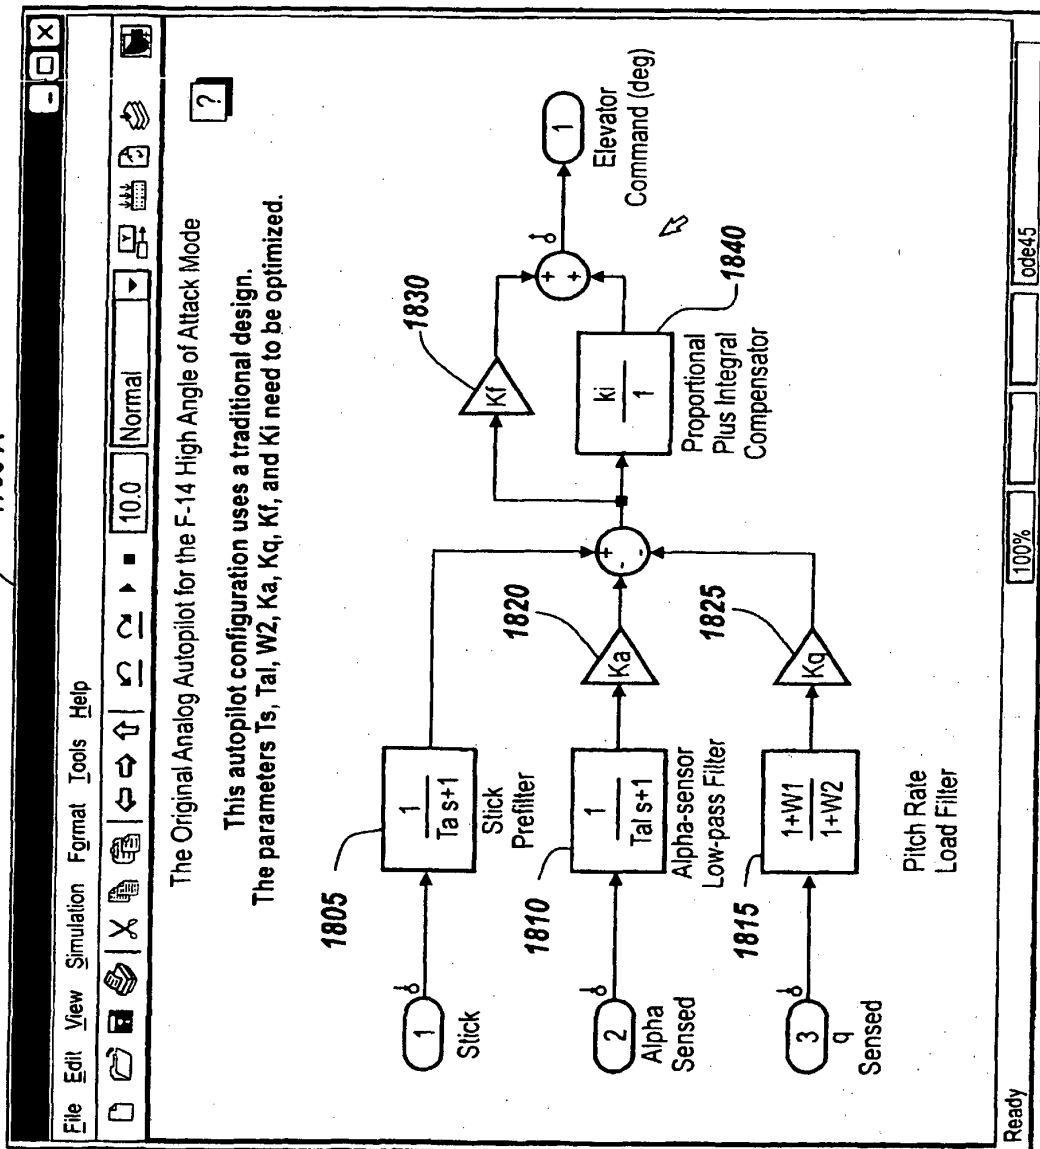 File Edit View Simulation Format Tools Help
10.0 Normal
The Original Analog Autopilot for the F-14 High Angle of Attack Mode
?
This autopilot configuration uses a traditional design.
The parameters Ts, Tal, W2, Ka, Kq, Kf, and Ki need to be optimized.
1805
1
Stick
1
Ta s+1
Stick
Prefilter
1810
2
Alpha
Sensed
1
Tal s+1
Alpha-sensor
Low-pass Filter
1815
3
q
Sensed
1+W1
1+W2
Pitch Rate
Load Filter
1820
Ka
1825
Kq
+
-
-
1830
Kf
ki
1
1840
Proportional
Plus Integral
Compensator
+
+
1
Elevator
Command (deg)
Ready
100%
ode45